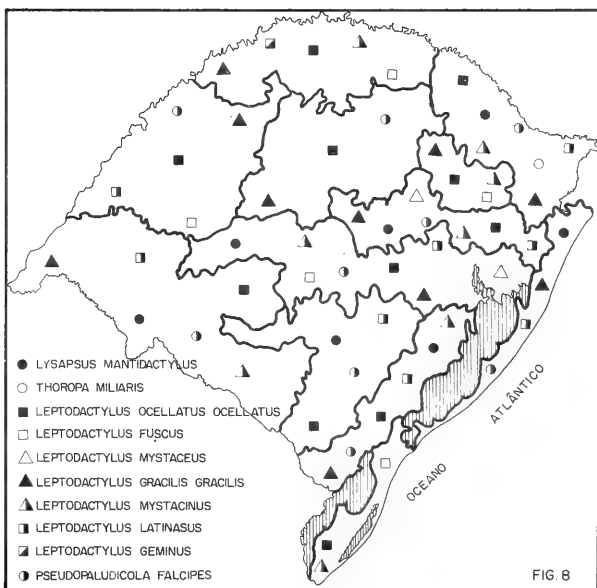 LYSAPSUS MANTIDACTYLUS
THOROPA MILIARIS
LEPTODACTYLUS OCELLATUS OCELLATUS
LEPTODACTYLUS FUSCUS
LEPTODACTYLUS MYSTACEUS
LEPTODACTYLUS GRACILIS GRACILIS
LEPTODACTYLUS MYSTACINUS
LEPTODACTYLUS LATINASUS
LEPTODACTYLUS GEMINUS
PSEUDOPALUDICOLA FALCIPES
OCEANO ATLÂNTICO
FIG. 8